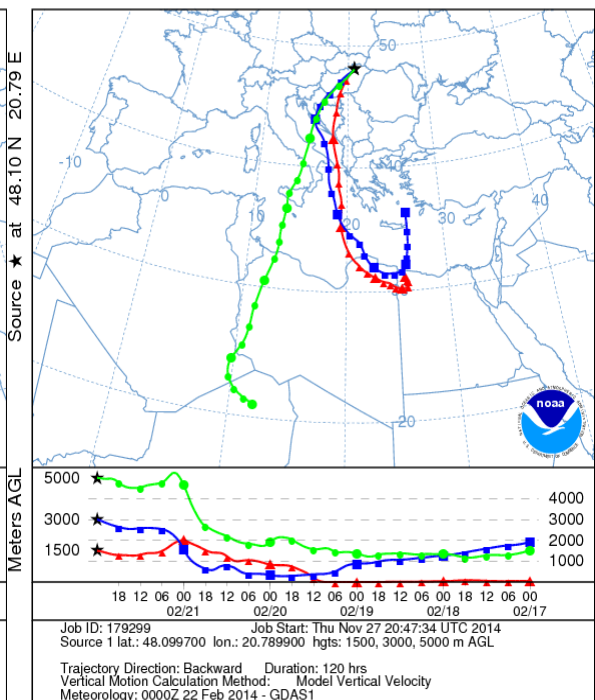 Source ★ at 48.10 N 20.79 E
50
-10
0
10
20
30
40
40
30
20
noaa
Meters AGL
5000
3000
1500
4000
3000
2000
1000
18 12 06 00 18 12 06 00 18 12 06 00 18 12 06 00 18 12 06 00
02/21 02/20 02/19 02/18 02/17
Job ID: 179299 Job Start: Thu Nov 27 20:47:34 UTC 2014
Source 1 lat.: 48.099700 lon.: 20.789900 hgts: 1500, 3000, 5000 m AGL
Trajectory Direction: Backward Duration: 120 hrs
Vertical Motion Calculation Method: Model Vertical Velocity
Meteorology: 0000Z 22 Feb 2014 - GDAS1